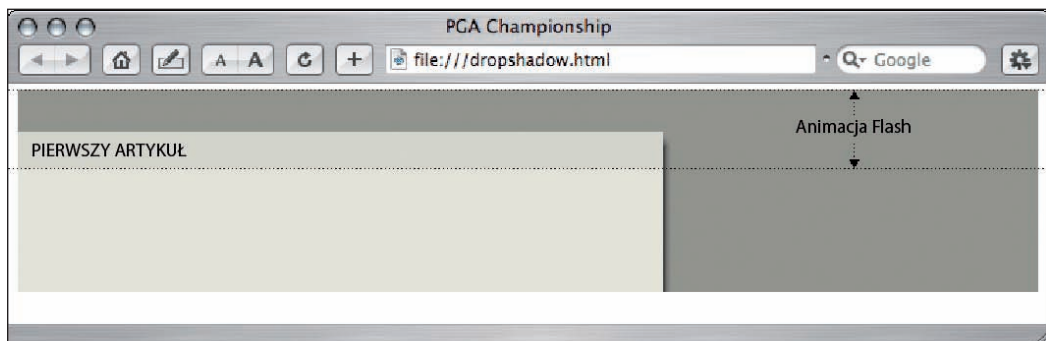 PGA Championship
A A
file:///dropshadow.html
Google
Animacja Flash
PIERWSZY ARTYKUŁ